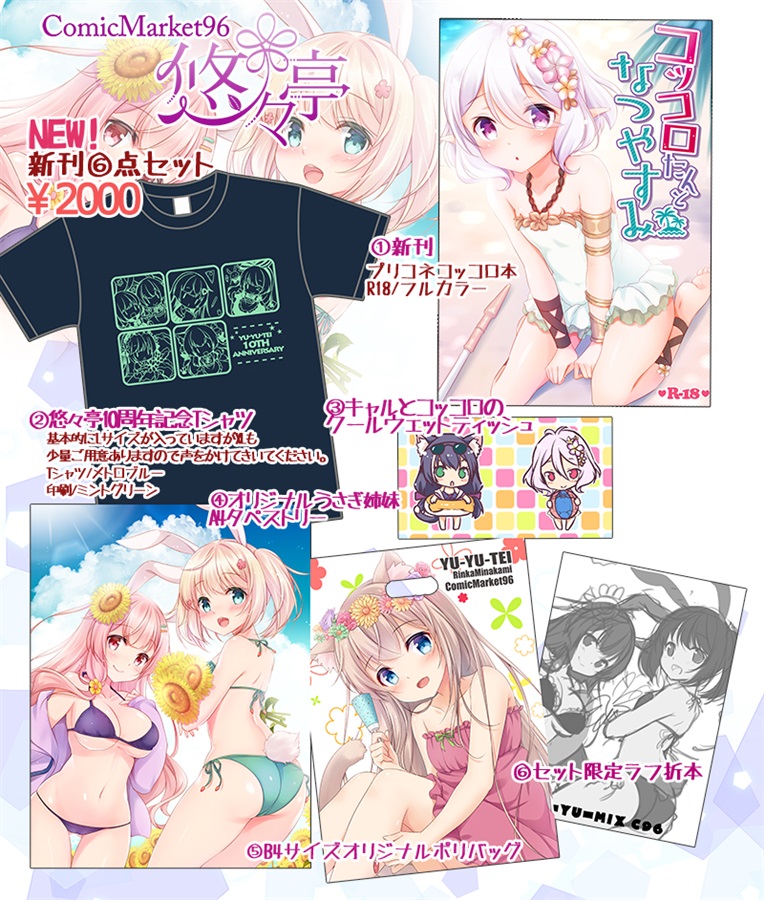 ComicMarket96
悠々亭
NEW!
新刊⑥点セット
￥2000
コッコロたんと
なつやすみ
①新刊
プリコネコッコロ本
R18/フルカラー
YU-YU-TEI
10TH
ANNIVERSARY
♥R-18♥
②悠々亭10周年記念Tシャツ
基本的にLサイズが入っていますがXLも
少量ご用意ありますので声をかけてきいてください。
Tシャツ/メトロブルー
印刷/ミントグリーン
③キャルとコッコロの
クールウェットティッシュ
④オリジナルうさぎ姉妹
A4タペストリー
YU-YU-TEI
RinkaMinakami
ComicMarket96
⑥セット限定ラフ折本
YU=MIX C96
⑤B4サイズオリジナルポリバッグ